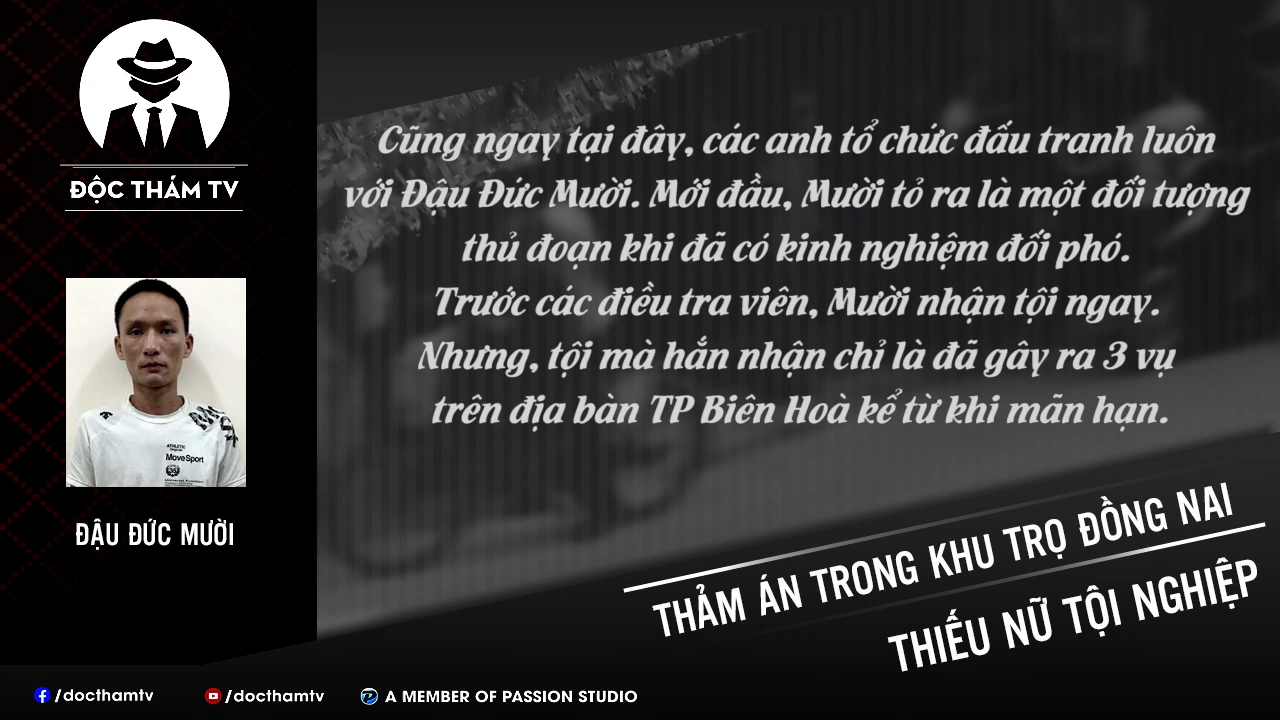 ĐỘC THÁM TV
Cũng ngay tại đây, các anh tổ chức đấu tranh luôn
với Đậu Đức Mười. Mới đầu, Mười tỏ ra là một đối tượng
thủ đoạn khi đã có kinh nghiệm đối phó.
Trước các điều tra viên, Mười nhận tội ngay.
Nhưng, tội mà hắn nhận chỉ là đã gây ra 3 vụ
trên địa bàn TP Biên Hoà kể từ khi mãn hạn.
ATHLETIC
MoveSport
ĐẬU ĐỨC MƯỜI
THẢM ÁN TRONG KHU TRỌ ĐỒNG NAI
THIẾU NỮ TỘI NGHIỆP
/docthamtv
/docthamtv
A MEMBER OF PASSION STUDIO